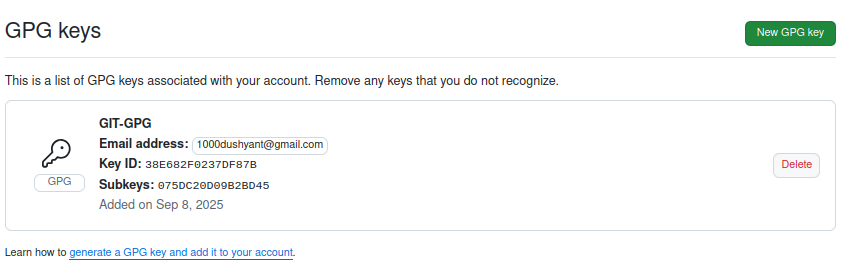 GPG keys
New GPG key
This is a list of GPG keys associated with your account. Remove any keys that you do not recognize.
GIT-GPG
Email address: 1000dushyant@gmail.com
Key ID: 38E682F0237DF87B
GPG
Subkeys: 075DC20D09B2BD45
Added on Sep 8, 2025
Delete
Learn how to generate a GPG key and add it to your account.